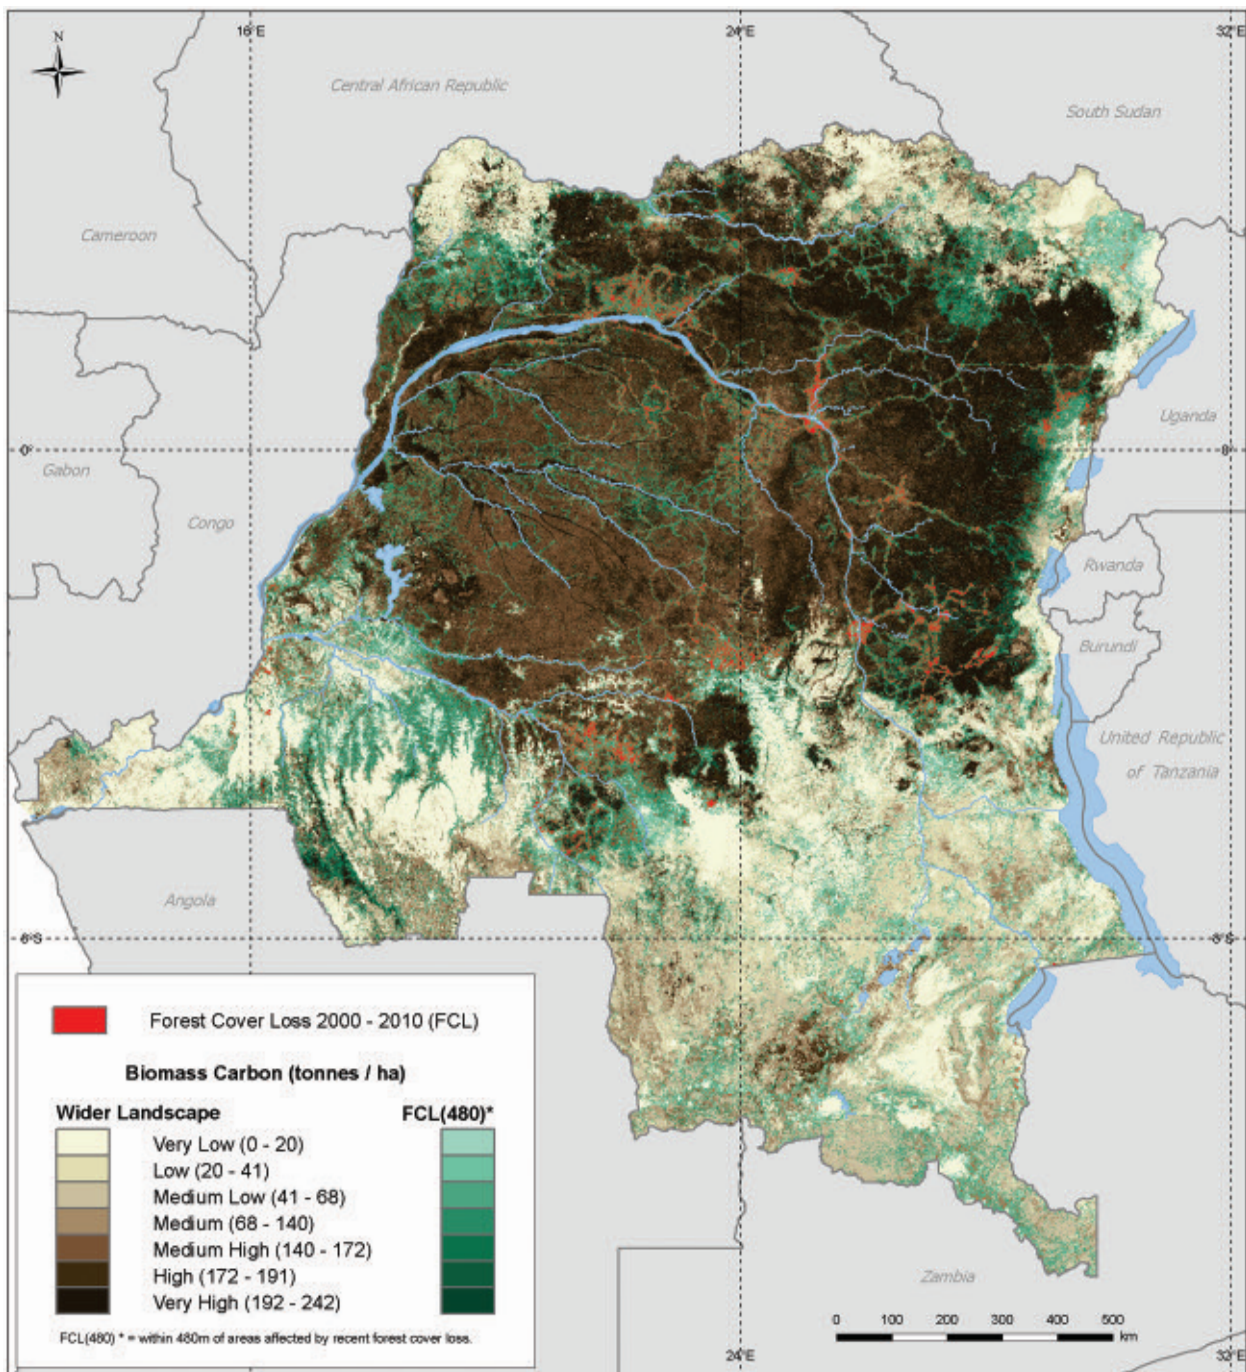 N
16°E
24°E
32°E
Central African Republic
South Sudan
Cameroon
Uganda
0°
0°
Gabon
Congo
Rwanda
Burundi
United Republic
of Tanzania
Angola
8°S
8°S
Forest Cover Loss 2000 - 2010 (FCL)
Biomass Carbon (tonnes / ha)
Wider Landscape
FCL(480)*
Very Low (0 - 20)
Low (20 - 41)
Medium Low (41 - 68)
Medium (68 - 140)
Medium High (140 - 172)
High (172 - 191)
Very High (192 - 242)
FCL(480) * = within 480m of areas affected by recent forest cover loss.
Zambia
0 100 200 300 400 500
km
24°E
32°E